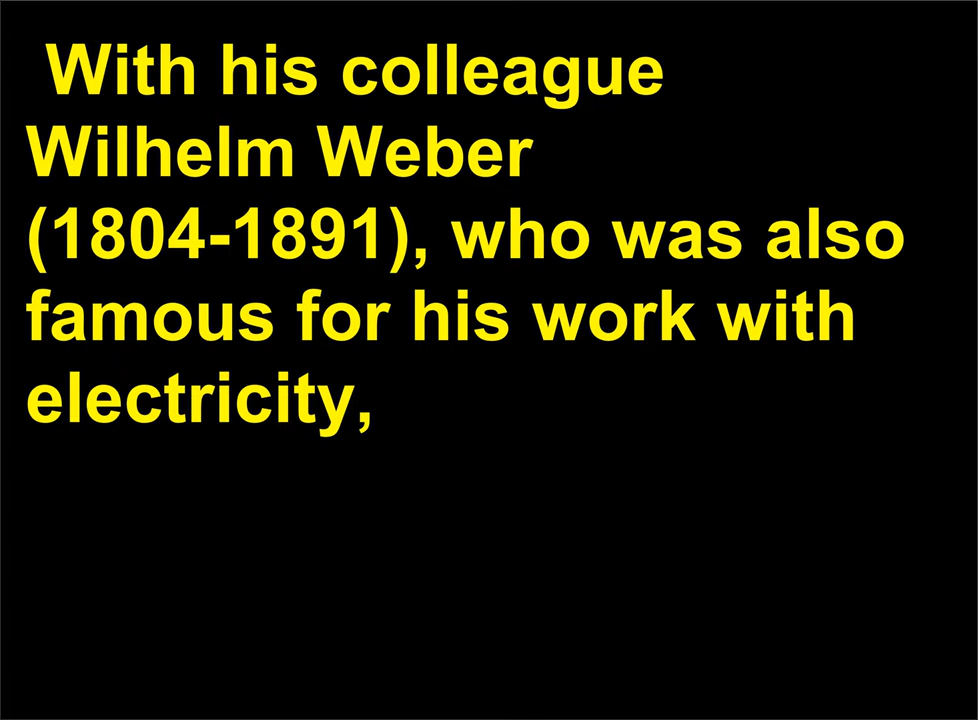 With his colleague
Wilhelm Weber
(1804-1891), who was also
famous for his work with
electricity,